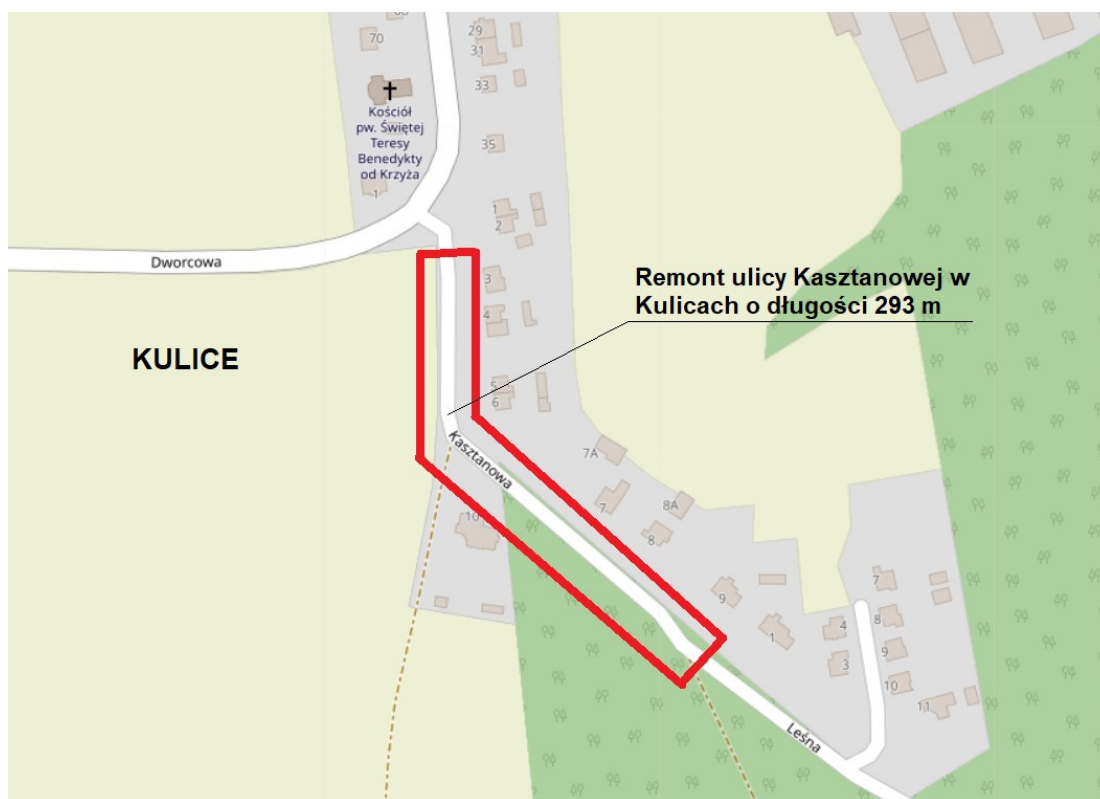 29
70
31
33
Kościół
pw. Świętej
Teresy
Benedykty
od Krzyża
35
1
1
2
Dworcowa
3
Remont ulicy Kasztanowej w
Kulicach o długości 293 m
4
KULICE
5
6
Kasztanowa
7A
7
8A
10
8
9
7
1
4
8
3
9
10
11
Leśna